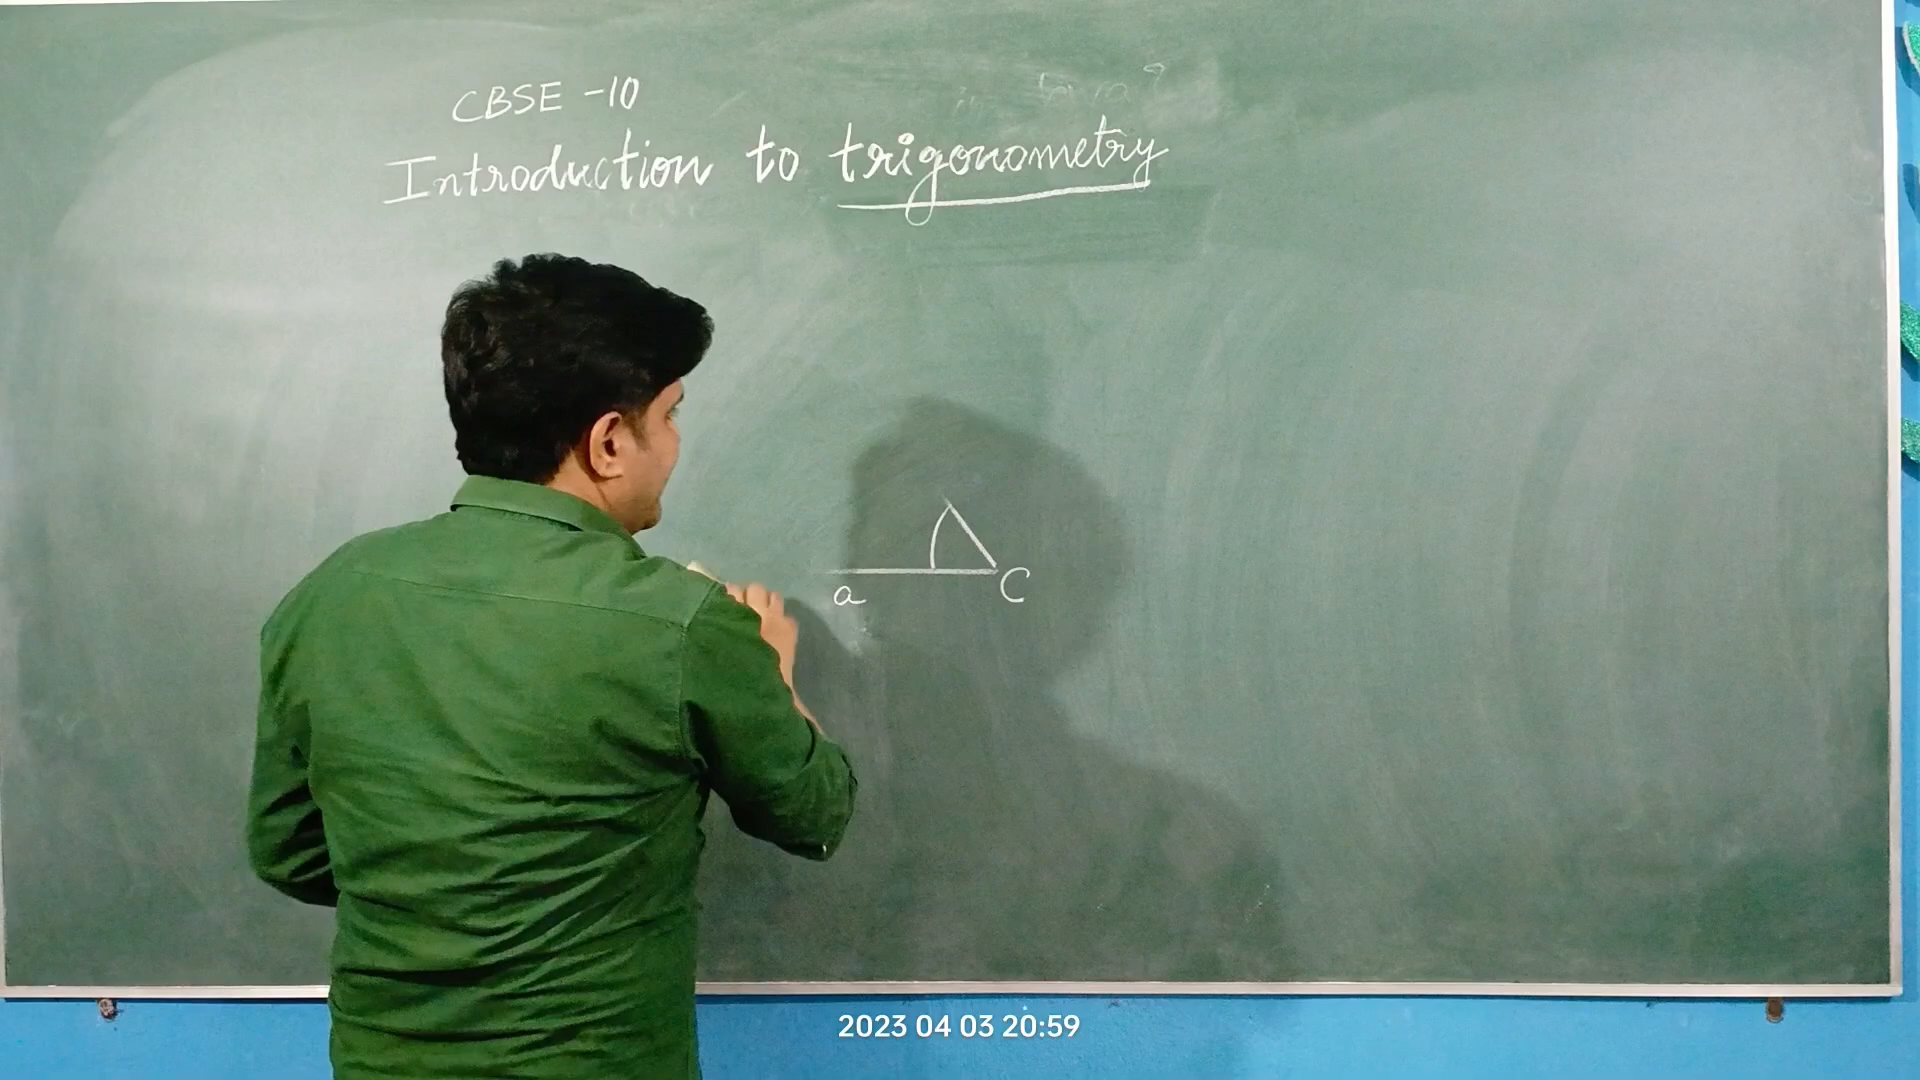 CBSE -10
Introduction to trigonometry
a
C
2023 04 03 20:59